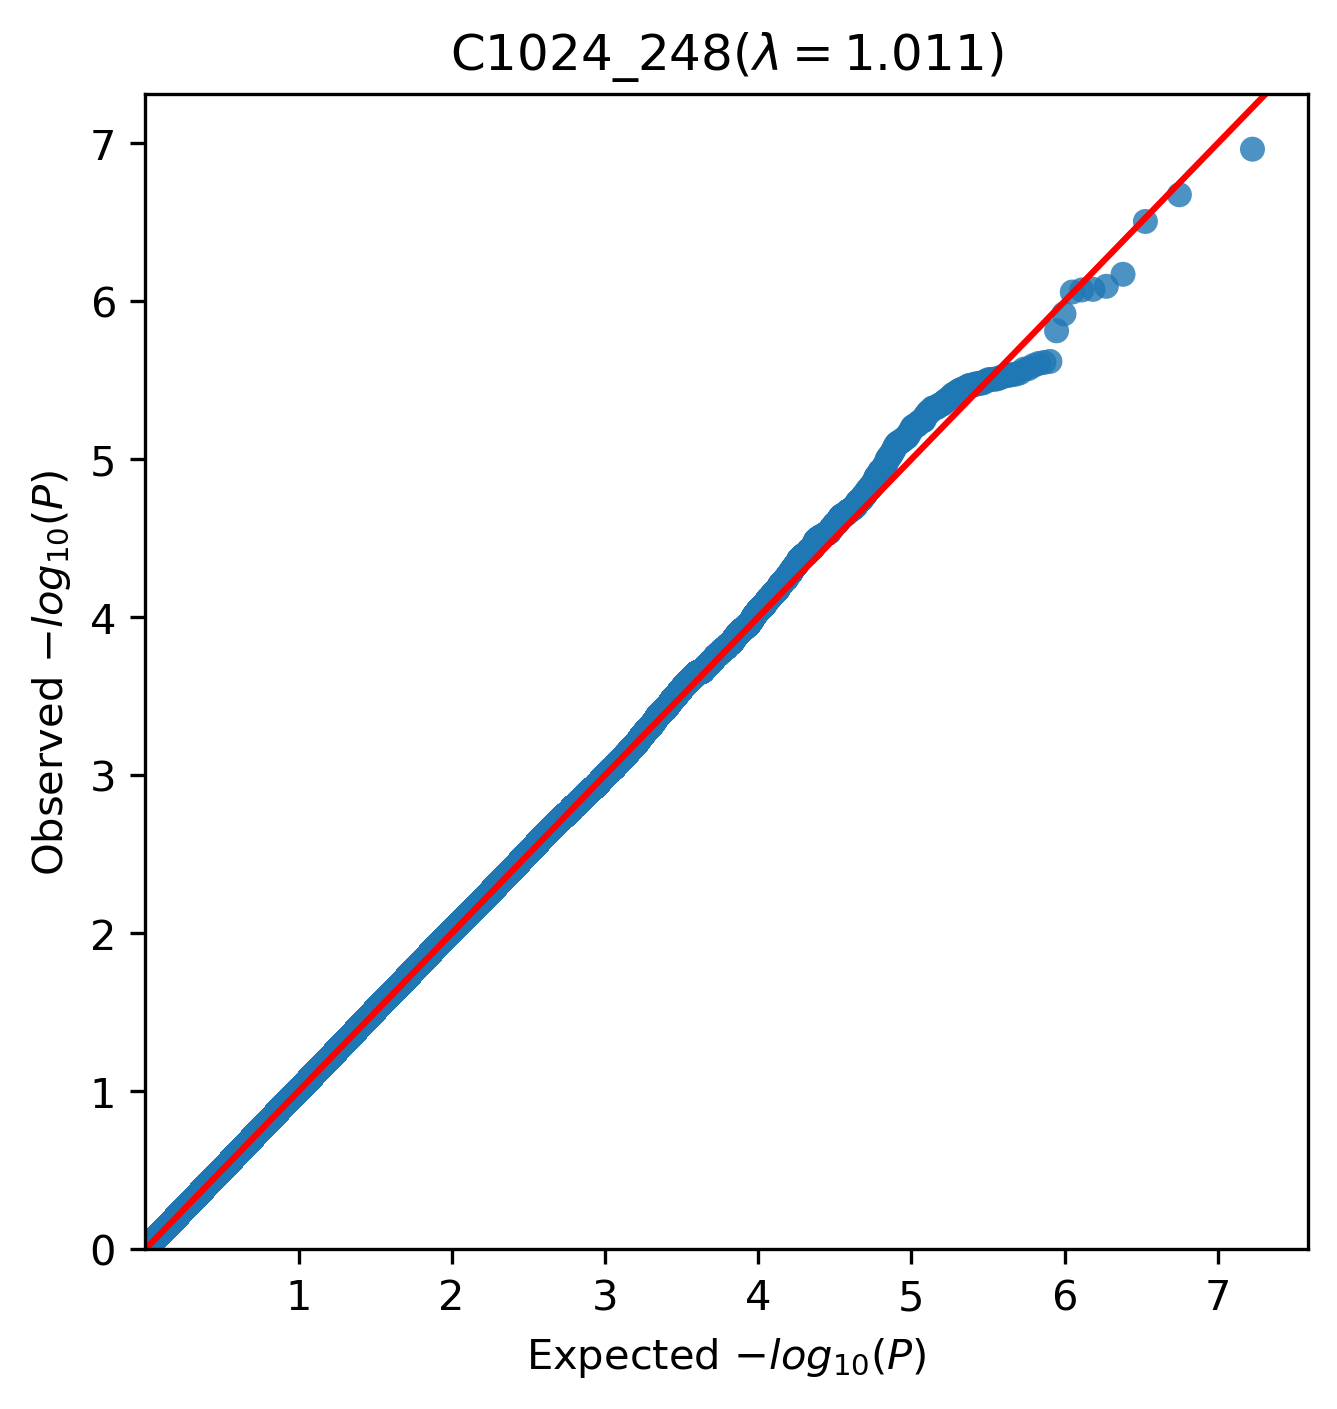 C1024_248(λ = 1.011)
7
6
5
4
3
2
1
0
Observed −log₁₀(P)
1 2 3 4 5 6 7
Expected −log₁₀(P)